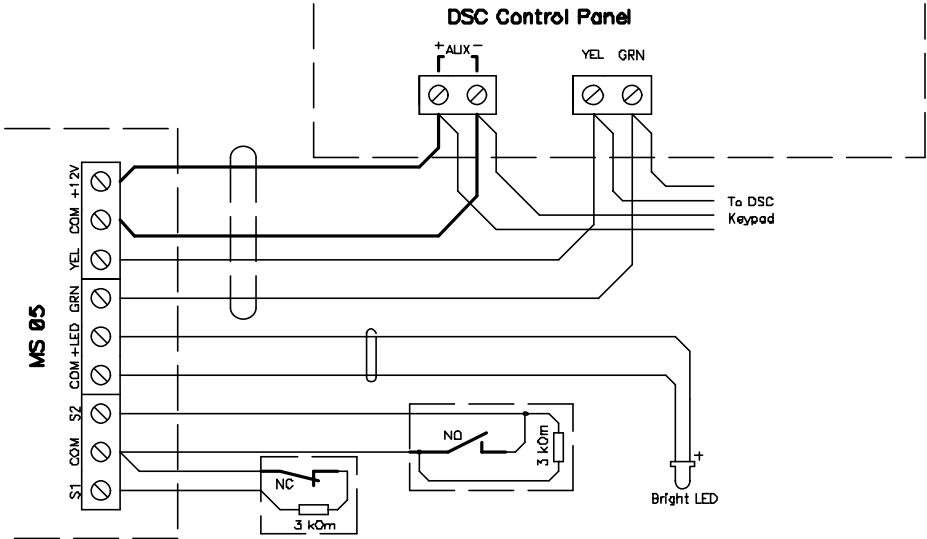 DSC Control Panel
+ AUX -
YEL GRN
To DSC
Keypad
MS 05
+12V
COM
YEL
GRN
+LED
COM
S2
COM
S1
NO
3 kOm
NC
3 kOm
+
Bright LED